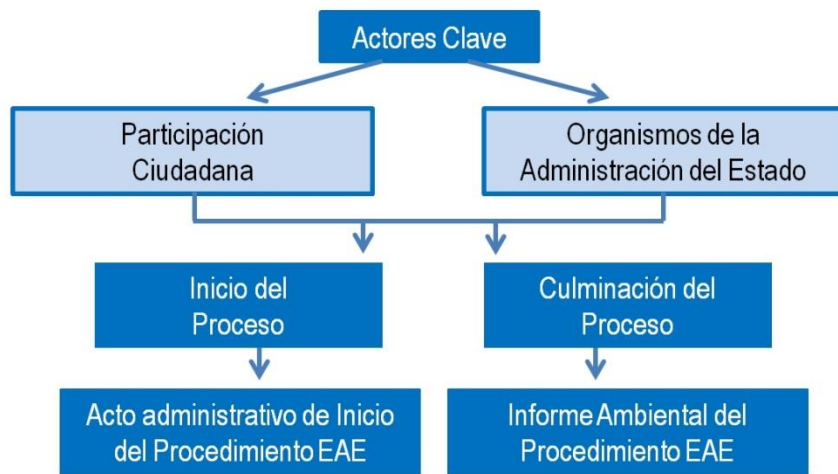 Actores Clave
Participación
Ciudadana
Organismos de la
Administración del Estado
Inicio del
Proceso
Culminación del
Proceso
Acto administrativo de Inicio
del Procedimiento EAE
Informe Ambiental del
Procedimiento EAE